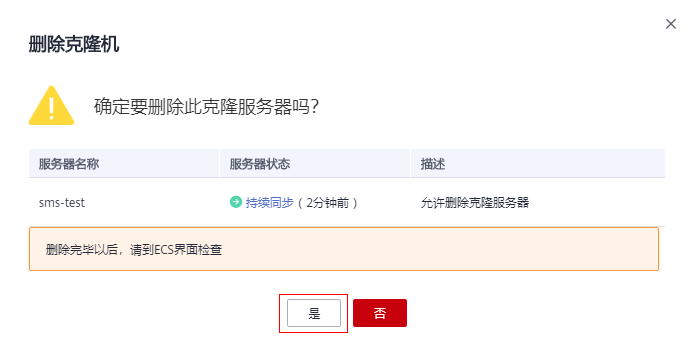 删除克隆机
确定要删除此克隆服务器吗?
服务器名称 服务器状态 描述
sms-test 持续同步（2分钟前） 允许删除克隆服务器
删除完毕以后，请到ECS界面检查
是 否